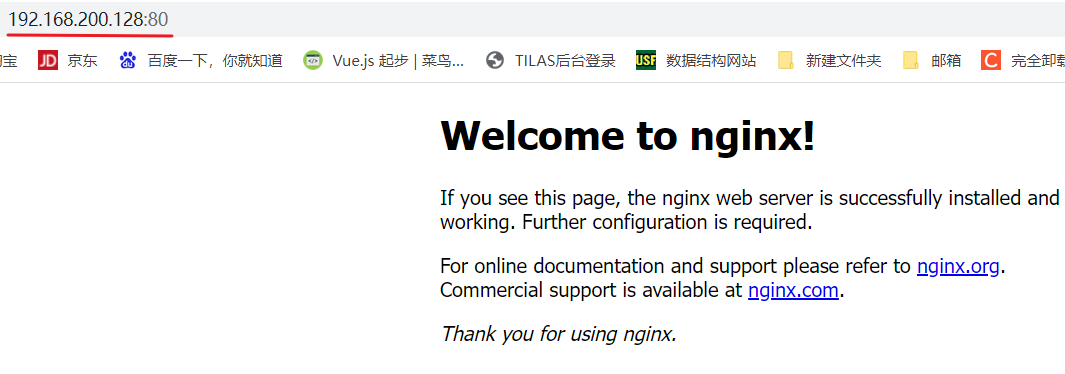 192.168.200.128:80
宝 JD 京东 du 百度一下，你就知道 Vue.js 起步 | 菜鸟... TILAS后台登录 USF 数据结构网站 新建文件夹 邮箱 C 完全卸载
Welcome to nginx!
If you see this page, the nginx web server is successfully installed and
working. Further configuration is required.
For online documentation and support please refer to nginx.org.
Commercial support is available at nginx.com.
Thank you for using nginx.